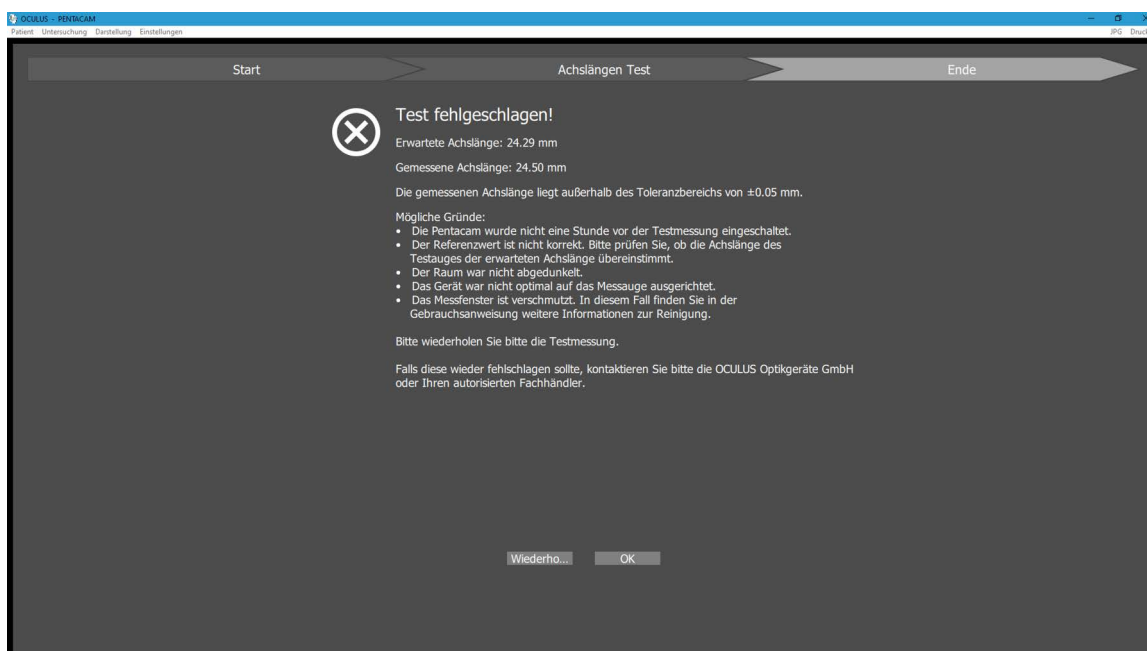 OCULUS - PENTACAM
Patient Untersuchung Darstellung Einstellungen JPG Druck
Start Achslängen Test Ende
Test fehlgeschlagen!
Erwartete Achslänge: 24.29 mm
Gemessene Achslänge: 24.50 mm
Die gemessenen Achslänge liegt außerhalb des Toleranzbereichs von ±0.05 mm.
Mögliche Gründe:
• Die Pentacam wurde nicht eine Stunde vor der Testmessung eingeschaltet.
• Der Referenzwert ist nicht korrekt. Bitte prüfen Sie, ob die Achslänge des
Testauges der erwarteten Achslänge übereinstimmt.
• Der Raum war nicht abgedunkelt.
• Das Gerät war nicht optimal auf das Messauge ausgerichtet.
• Das Messfenster ist verschmutzt. In diesem Fall finden Sie in der
Gebrauchsanweisung weitere Informationen zur Reinigung.
Bitte wiederholen Sie bitte die Testmessung.
Falls diese wieder fehlschlagen sollte, kontaktieren Sie bitte die OCULUS Optikgeräte GmbH
oder Ihren autorisierten Fachhändler.
Wiederho... OK